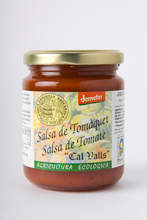 demeter
Salsa de Tomàquet
Salsa de Tomate
"Cal Valls"
AGRICULTURA ECOLÒGICA